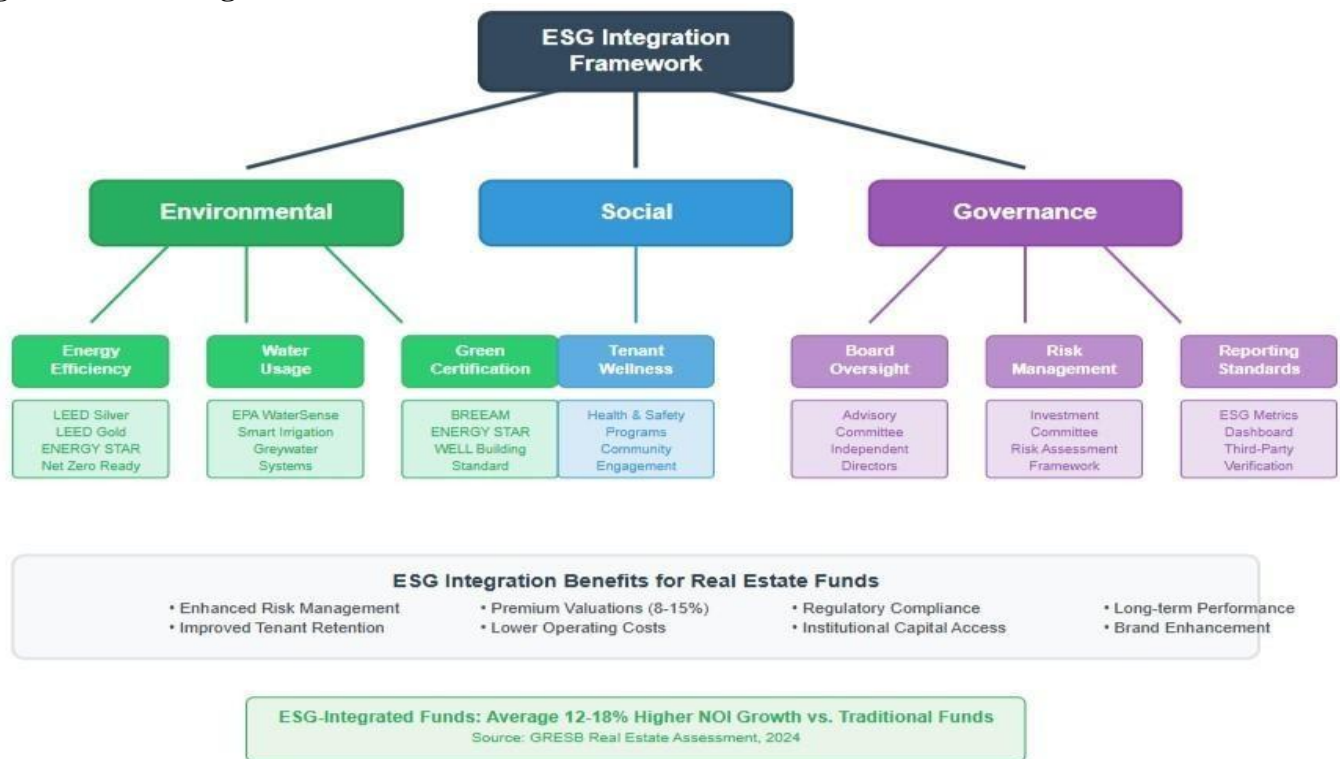 ESG Integration
Framework
Environmental
Social
Governance
Energy
Efficiency
LEED Silver
LEED Gold
ENERGY STAR
Net Zero Ready
Water
Usage
EPA WaterSense
Smart Irrigation
Greywater
Systems
Green
Certification
BREEAM
ENERGY STAR
WELL Building
Standard
Tenant
Wellness
Health & Safety
Programs
Community
Engagement
Board
Oversight
Advisory
Committee
Independent
Directors
Risk
Management
Investment
Committee
Risk Assessment
Framework
Reporting
Standards
ESG Metrics
Dashboard
Third-Party
Verification
ESG Integration Benefits for Real Estate Funds
• Enhanced Risk Management • Premium Valuations (8-15%) • Regulatory Compliance • Long-term Performance
• Improved Tenant Retention • Lower Operating Costs • Institutional Capital Access • Brand Enhancement
ESG-Integrated Funds: Average 12-18% Higher NOI Growth vs. Traditional Funds
Source: GRESB Real Estate Assessment, 2024